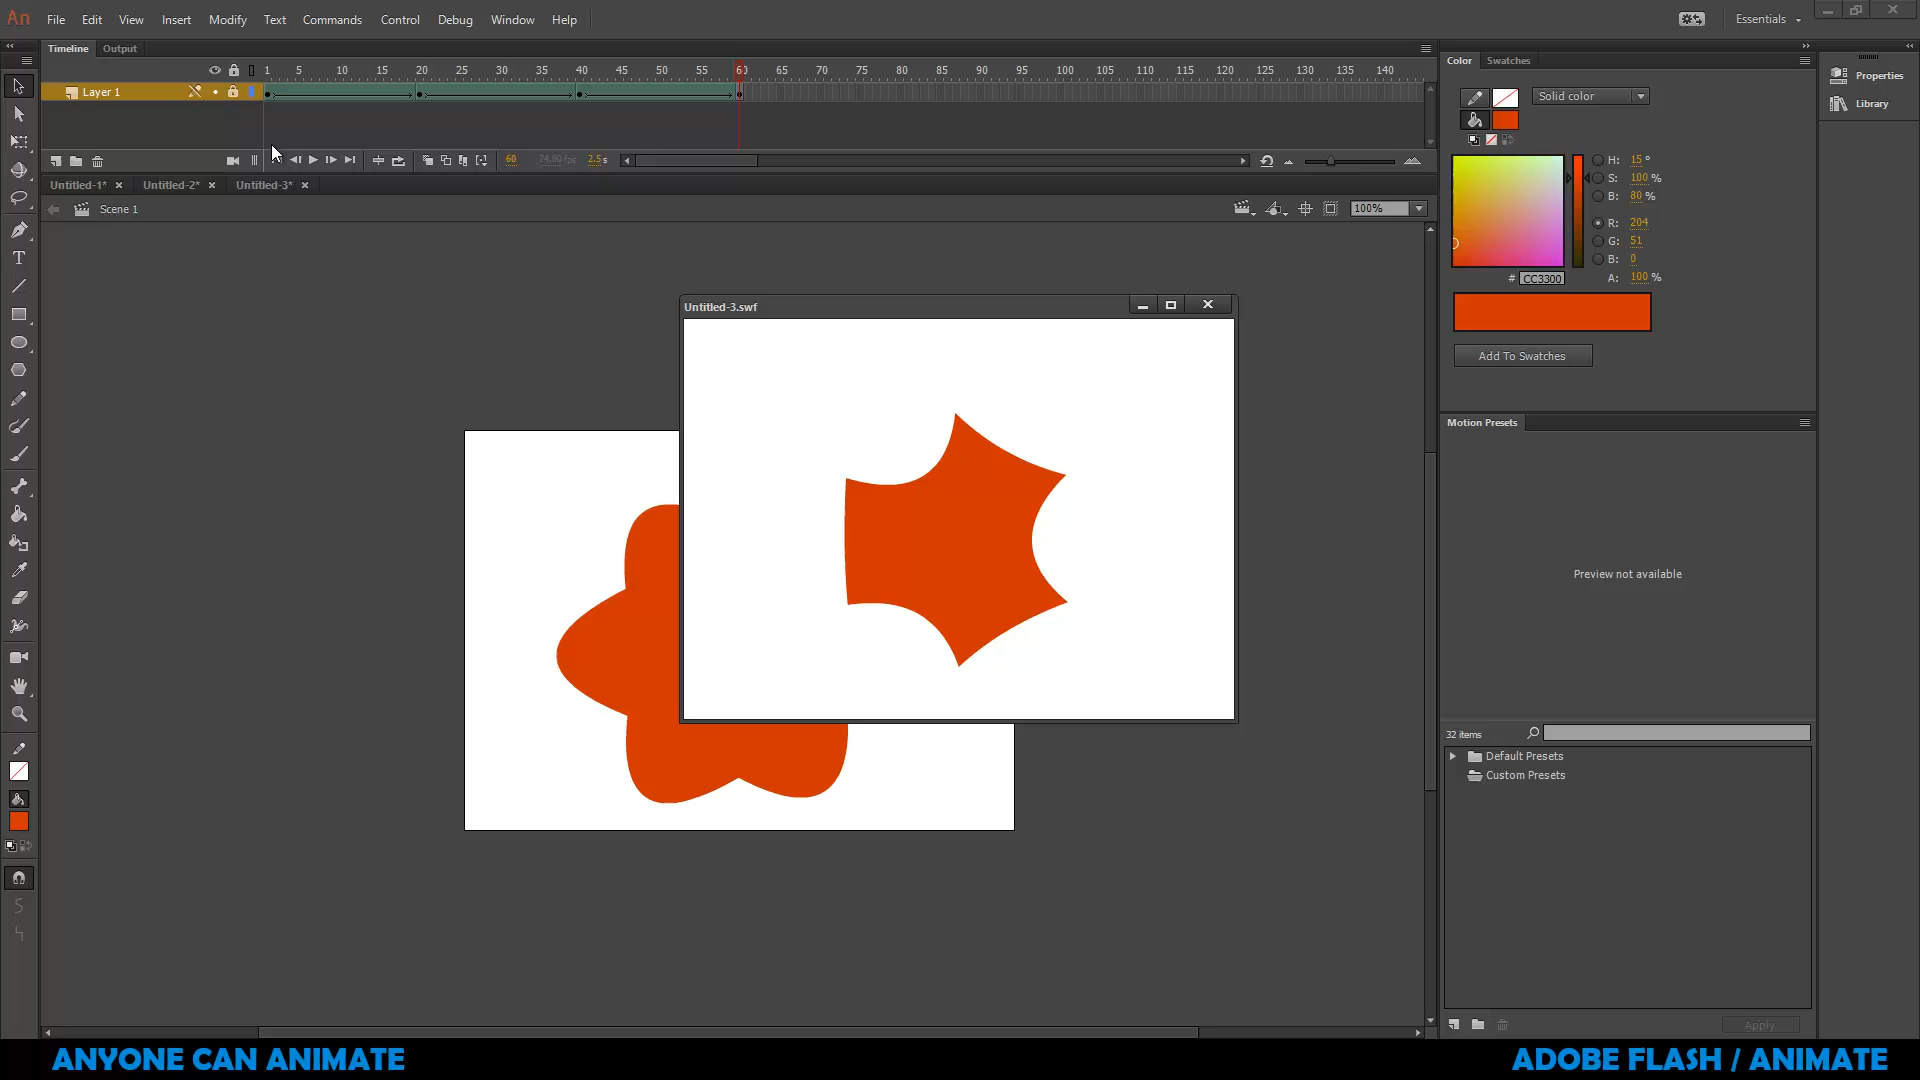 An File Edit View Insert Modify Text Commands Control Debug Window Help Essentials
Timeline Output
1 5 10 15 20 25 30 35 40 45 50 55 60 65 70 75 80 85 90 95 100 105 110 115 120 125 130 135 140
Layer 1
60 24.00 fps 2.5 s
Untitled-1* Untitled-2* Untitled-3*
Scene 1
100%
Untitled-3.swf
Color Swatches
Solid color
H: 15 °
S: 100 %
B: 80 %
R: 204
G: 51
B: 0
# CC3300
A: 100 %
Add To Swatches
Properties
Library
Motion Presets
Preview not available
32 items
Default Presets
Custom Presets
Apply
ANYONE CAN ANIMATE
ADOBE FLASH / ANIMATE